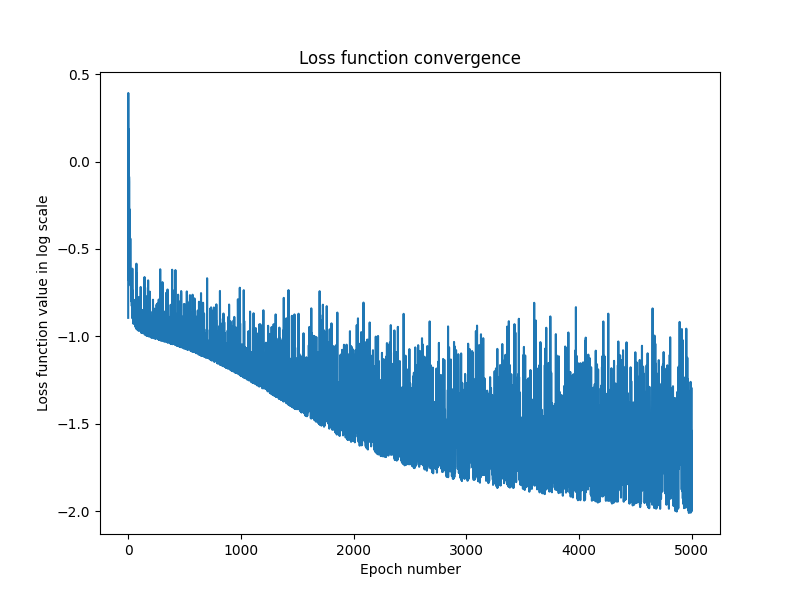 Loss function convergence
0.5
0.0
−0.5
−1.0
−1.5
−2.0
Loss function value in log scale
0 1000 2000 3000 4000 5000
Epoch number